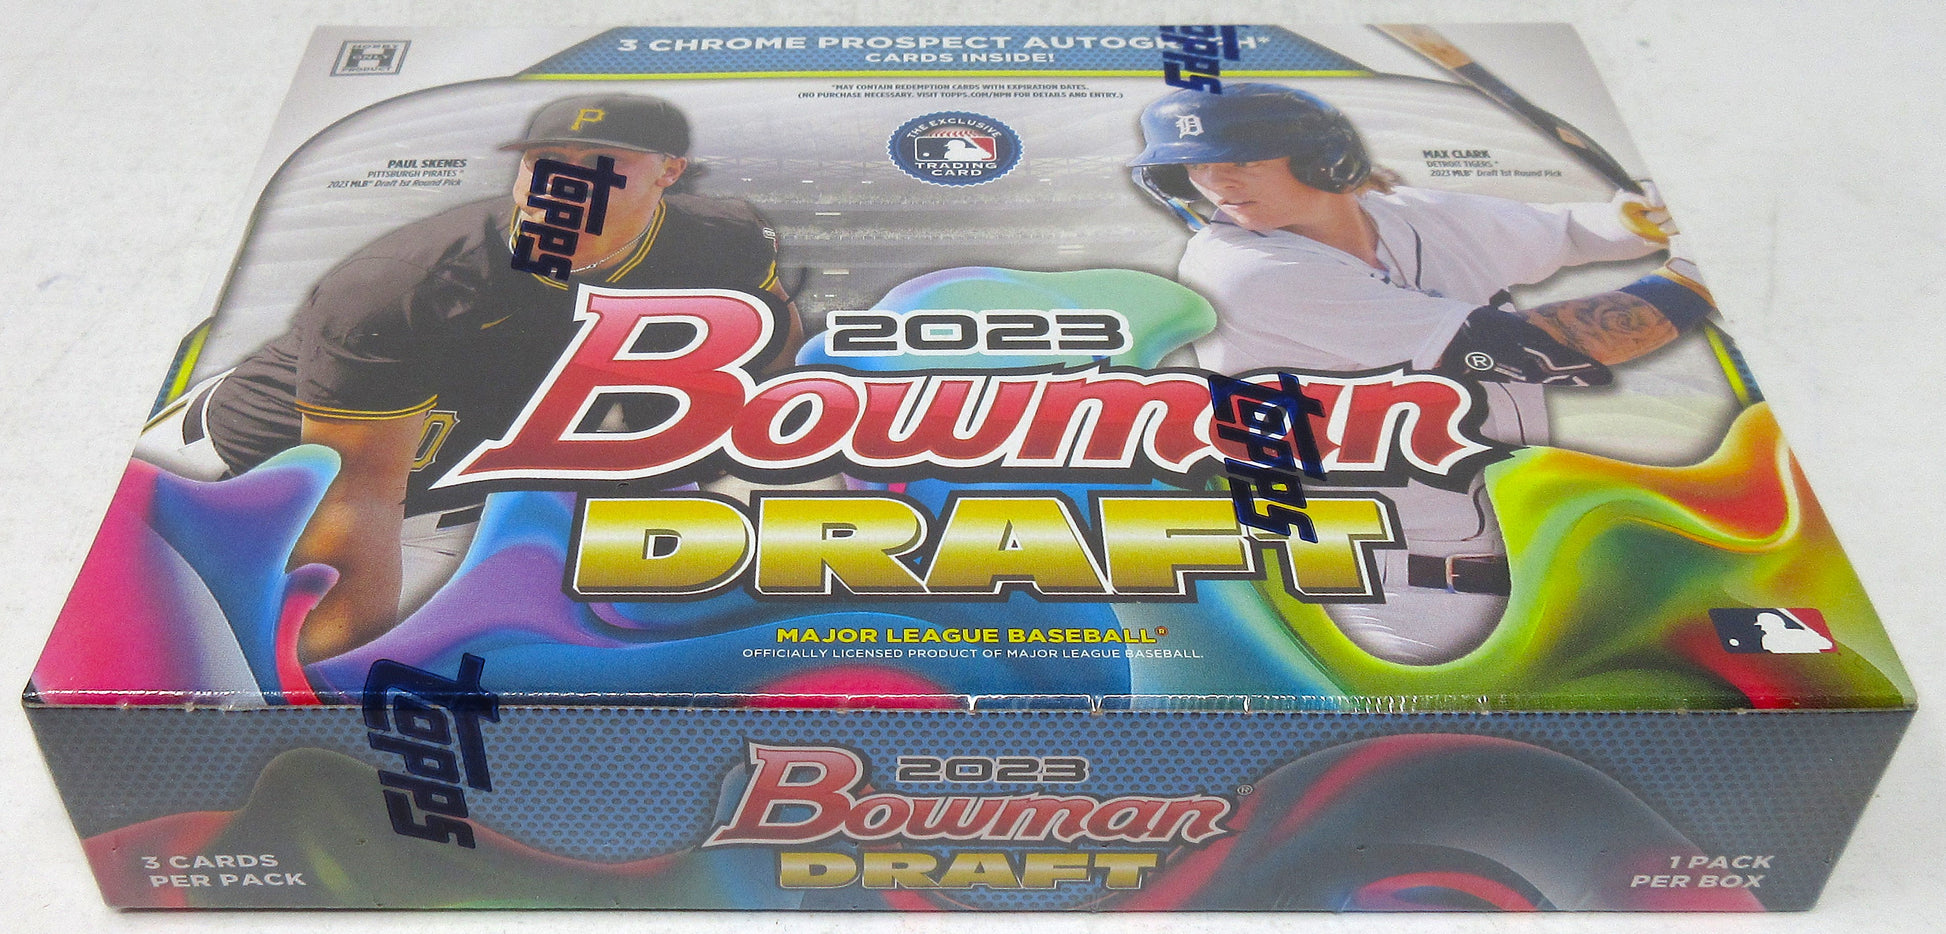 HOBBY
ONLY
PRODUCT
3 CHROME PROSPECT
CARDS INSIDE!
*MAY CONTAIN REDEMPTION CARDS WITH EXPIRATION DATES.
(NO PURCHASE NECESSARY. VISIT TOPPS.COM/NPN FOR DETAILS AND ENTRY.)
topps
P
D
THE EXCLUSIVE
TRADING
CARD
PAUL SKENES
PITTSBURGH PIRATES®
2023 MLB® Draft 1st Round Pick
MAX CLARK
DETROIT TIGERS®
2023 MLB® Draft 1st Round Pick
topps
2023
Bowman®
DRAFT
topps
MAJOR LEAGUE BASEBALL®
OFFICIALLY LICENSED PRODUCT OF MAJOR LEAGUE BASEBALL.
topps
2023
Bowman®
DRAFT
3 CARDS
PER PACK
1 PACK
PER BOX